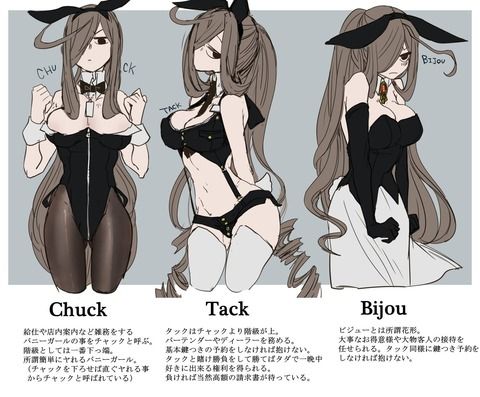 CHU CK
TACK
BIJOU
Chuck
給仕や店内案内など雑務をする
バニーガールの事をチャックと呼ぶ。
階級としては一番下っ端。
所謂簡単にヤれるバニーガール。
（チャックを下ろせば直ぐヤれる事
からチャックと呼ばれている）
Tack
タックはチャックより階級が上。
バーテンダーやディーラーを務める。
基本鍵つきの予約をしなければ抱けない。
タックと賭け勝負をして勝てばタダで一晩中
好きに出来る権利を得られる。
負ければ当然高額の請求書が待っている。
Bijou
ビジューとは所謂花形。
大事なお得意様や大物客人の接待を
任せられる。タック同様に鍵つき予約を
しなければ抱けない。